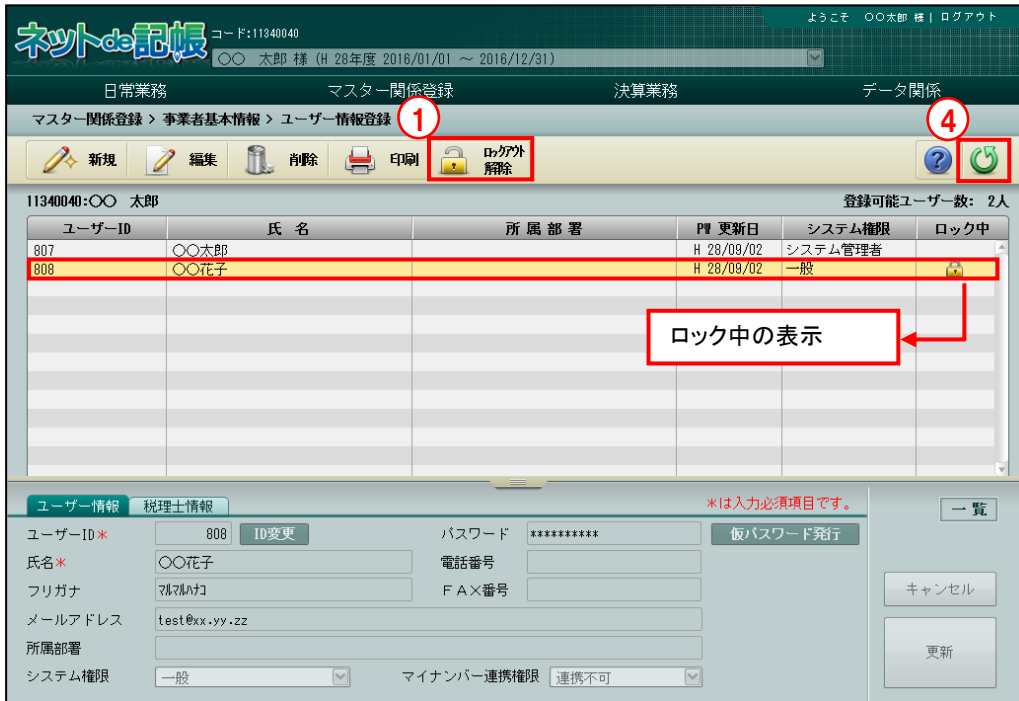 ようこそ 〇〇太郎 様 | ログアウト
ネットde記帳 コード:11340040
〇〇 太郎 様 (H 28年度 2016/01/01 ～ 2016/12/31)
日常業務 マスター関係登録 決算業務 データ関係
マスター関係登録 > 事業者基本情報 > ユーザー情報登録 1 4
新規 編集 削除 印刷 ﾛｯｸｱｳﾄ解除 ?
11340040:〇〇 太郎 登録可能ユーザー数: 2人
ユーザーID 氏 名 所 属 部 署 PW 更新日 システム権限 ロック中
807 〇〇太郎 H 28/09/02 システム管理者
808 〇〇花子 H 28/09/02 一般
ロック中の表示
ユーザー情報 税理士情報 *は入力必須項目です。 一 覧
ユーザーID* 808 ID変更 パスワード ********** 仮パスワード発行
氏名* 〇〇花子 電話番号
フリガナ ﾏﾙﾏﾙﾊﾅｺ FAX番号 キャンセル
メールアドレス test@xx.yy.zz
所属部署 更新
システム権限 一般 マイナンバー連携権限 連携不可